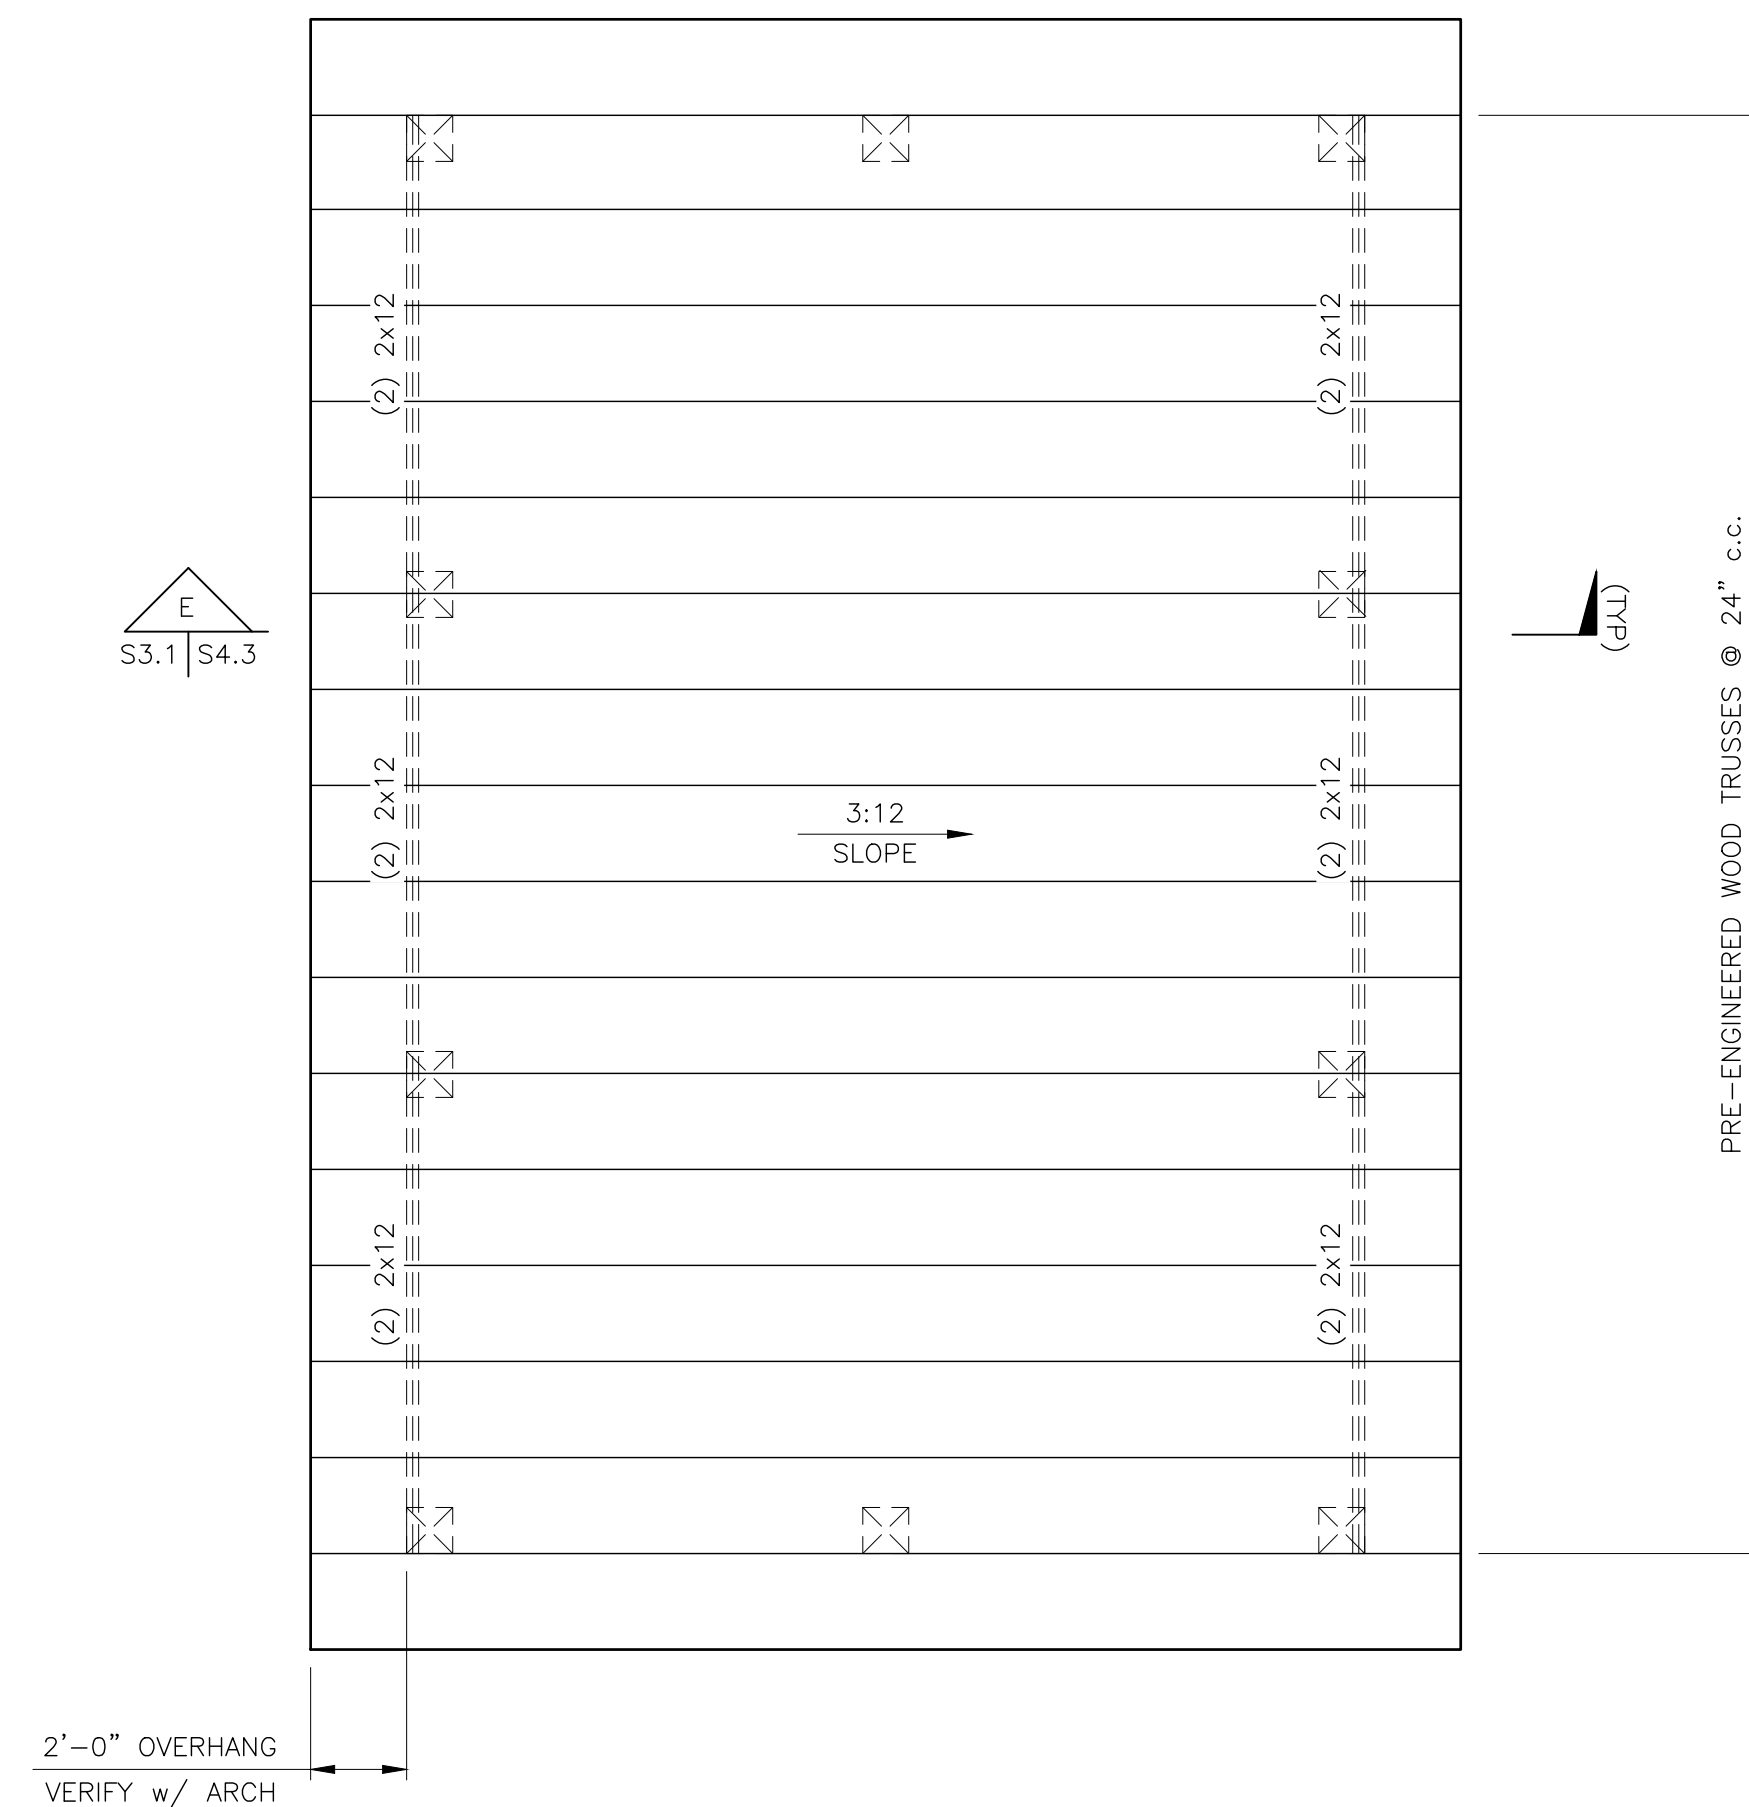 (2) 2x12
(2) 2x12
E
S3.1 S4.3
(TYP)
PRE-ENGINEERED WOOD TRUSSES @ 24" c.c.
(2) 2x12
(2) 2x12
3:12
SLOPE
(2) 2x12
(2) 2x12
2'-0" OVERHANG
VERIFY w/ ARCH